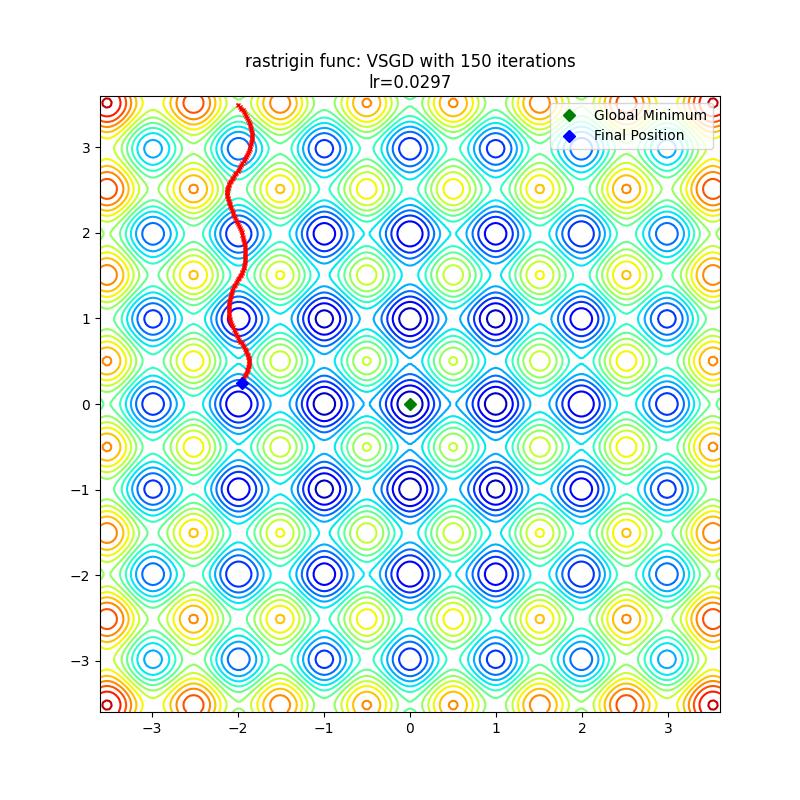 rastrigin func: VSGD with 150 iterations
lr=0.0297
Global Minimum
Final Position
3
2
1
0
−1
−2
−3
−3 −2 −1 0 1 2 3